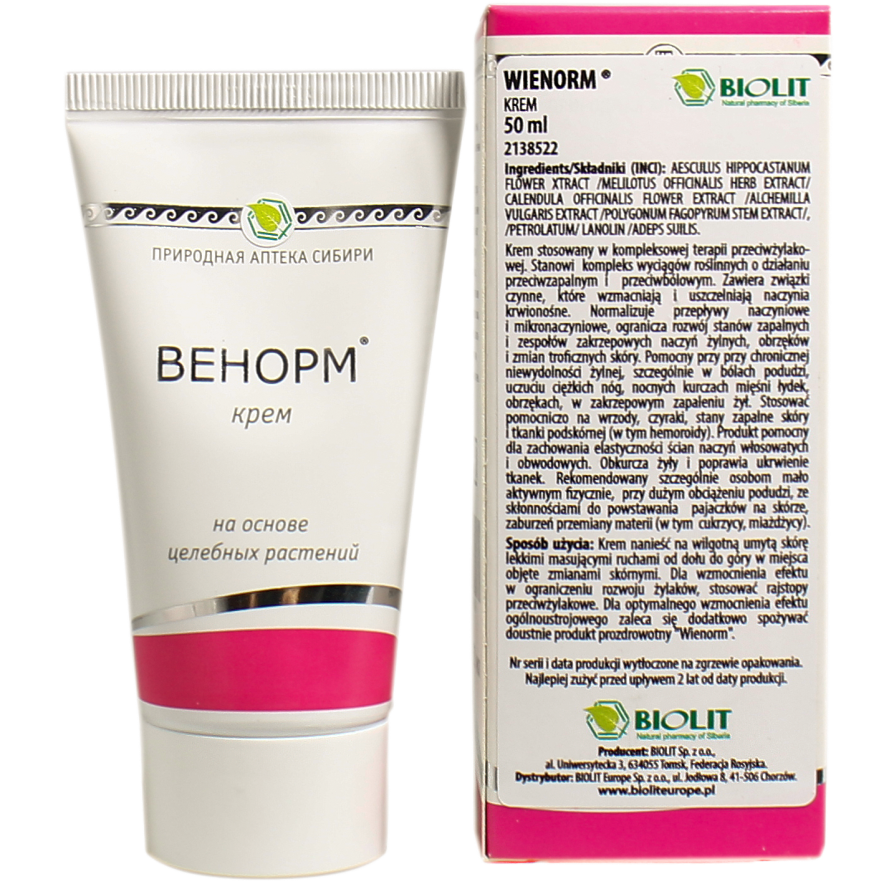 ПРИРОДНАЯ АПТЕКА СИБИРИ
ВЕНОРМ®
крем
на основе
целебных растений
WIENORM ®
KREM
50 ml
2138522
BIOLIT
Natural pharmacy of Siberia
Ingredients/Składniki (INCI): AESCULUS HIPPOCASTANUM
FLOWER XTRACT /MELILOTUS OFFICINALIS HERB EXTRACT/
CALENDULA OFFICINALIS FLOWER EXTRACT /ALCHEMILLA
VULGARIS EXTRACT /POLYGONUM FAGOPYRUM STEM EXTRACT/,
/PETROLATUM/ LANOLIN /ADEPS SUILIS.
Krem stosowany w kompleksowej terapii przeciwżylako-
wej. Stanowi kompleks wyciągów roślinnych o działaniu
przeciwzapalnym i przeciwbólowym. Zawiera związki
czynne, które wzmacniają i uszczelniają naczynia
krwionośne. Normalizuje przepływy naczyniowe
i mikronaczyniowe, ogranicza rozwój stanów zapalnych
i zespołów zakrzepowych naczyń żylnych, obrzęków
i zmian troficznych skóry. Pomocny przy przy chronicznej
niewydolności żylnej, szczególnie w bólach podudzi,
uczuciu ciężkich nóg, nocnych kurczach mięśni łydek,
obrzękach, w zakrzepowym zapaleniu żył. Stosować
pomocniczo na wrzody, czyraki, stany zapalne skóry
i tkanki podskórnej (w tym hemoroidy). Produkt pomocny
dla zachowania elastyczności ścian naczyń włosowatych
i obwodowych. Obkurcza żyły i poprawia ukrwienie
tkanek. Rekomendowany szczególnie osobom mało
aktywnym fizycznie, przy dużym obciążeniu podudzi, ze
skłonnościami do powstawania pajaczków na skórze,
zaburzeń przemiany materii (w tym cukrzycy, miażdżycy).
Sposób użycia: Krem nanieść na wilgotną umytą skórę
lekkimi masującymi ruchami od dołu do góry w miejsca
objęte zmianami skórnymi. Dla wzmocnienia efektu
w ograniczeniu rozwoju żylaków, stosować rajstopy
przeciwżylakowe. Dla optymalnego wzmocnienia efektu
ogólnoustrojowego zaleca się dodatkowo spożywać
doustnie produkt prozdrowotny "Wienorm".
Nr serii i data produkcji wytłoczone na zgrzewie opakowania.
Najlepiej zużyć przed upływem 2 lat od daty produkcji.
BIOLIT
Natural pharmacy of Siberia
Producent: BIOLIT Sp. z o.o.,
al. Uniwersytecka 3, 634055 Tomsk, Federacja Rosyjska.
Dystrybutor: BIOLIT Europe Sp. z o.o., ul. Jodłowa 8, 41-506 Chorzów.
www.bioliteurope.pl